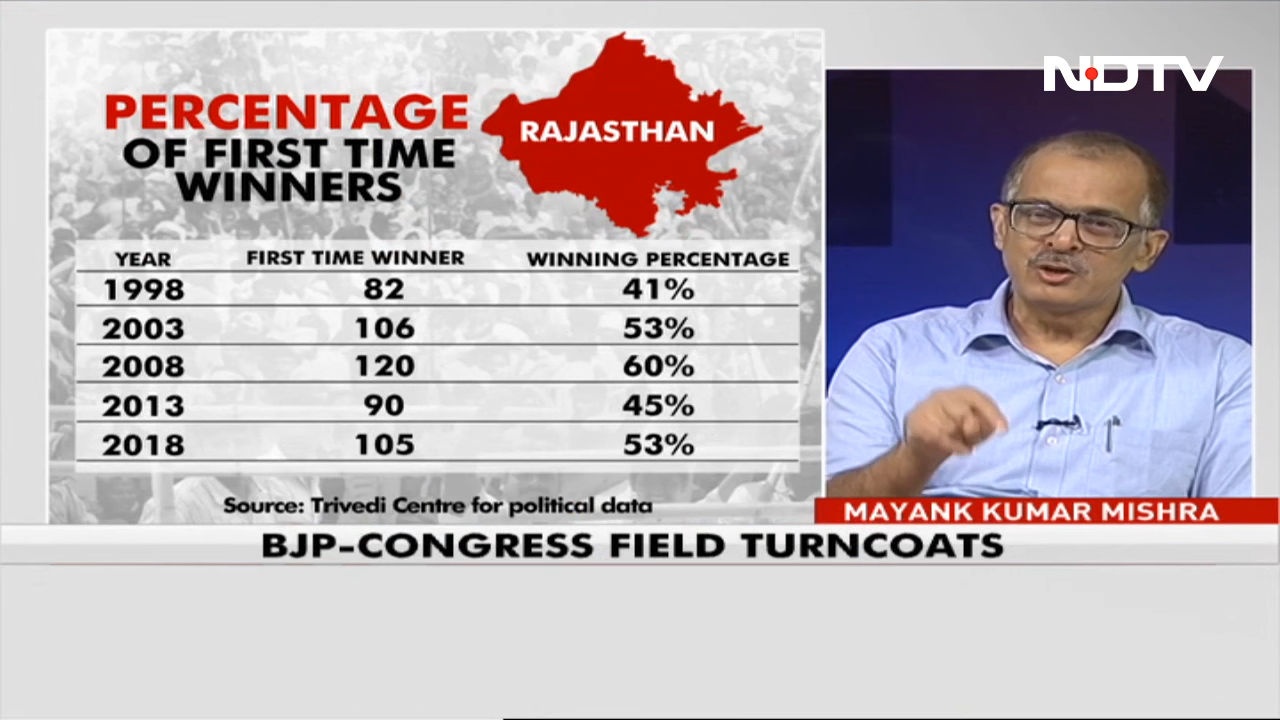 NDTV
PERCENTAGE
OF FIRST TIME
WINNERS
RAJASTHAN
YEAR FIRST TIME WINNER WINNING PERCENTAGE
1998 82 41%
2003 106 53%
2008 120 60%
2013 90 45%
2018 105 53%
Source: Trivedi Centre for political data
MAYANK KUMAR MISHRA
BJP-CONGRESS FIELD TURNCOATS